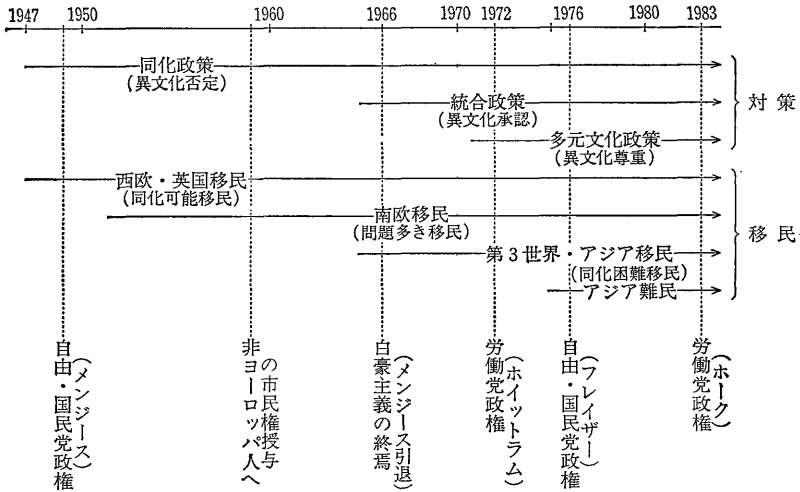 1947 1950 1960 1966 1970 1972 1976 1980 1983
同化政策
(異文化否定)
統合政策
(異文化承認)
多元文化政策
(異文化尊重)
対策
西欧・英国移民
(同化可能移民)
南欧移民
(問題多き移民)
第3世界・アジア移民
(同化困難移民)
アジア難民
移民
自由・国民党政権
(メンジース)
非ヨーロッパ人へ
の市民権授与
白豪主義の終焉
(メンジース引退)
労働党政権
(ホイットラム)
自由・国民党政権
(フレイザー)
労働党政権
(ホーク)